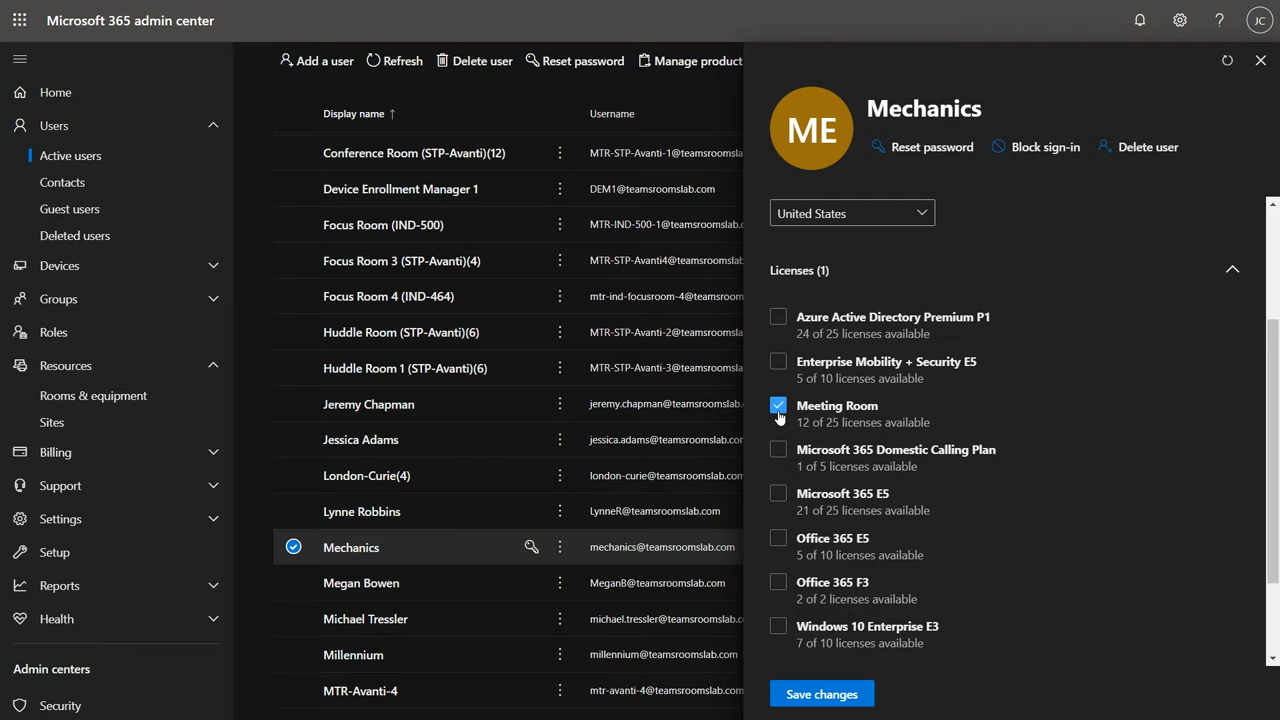 Microsoft 365 admin center
JC
Home
Users
Active users
Contacts
Guest users
Deleted users
Devices
Groups
Roles
Resources
Rooms & equipment
Sites
Billing
Support
Settings
Setup
Reports
Health
Admin centers
Security
Add a user Refresh Delete user Reset password Manage product
Display name ↑ Username
Conference Room (STP-Avanti)(12) MTR-STP-Avanti-1@teamsroomsla
Device Enrollment Manager 1 DEM1@teamsroomslab.com
Focus Room (IND-500) MTR-IND-500-1@teamsroomslab.
Focus Room 3 (STP-Avanti)(4) MTR-STP-Avanti4@teamsroomsla
Focus Room 4 (IND-464) mtr-ind-focusroom-4@teamsroom
Huddle Room (STP-Avanti)(6) MTR-STP-Avanti-2@teamsroomsla
Huddle Room 1 (STP-Avanti)(6) MTR-STP-Avanti-3@teamsroomsla
Jeremy Chapman jeremy.chapman@teamsroomslab.
Jessica Adams jessica.adams@teamsroomslab.cor
London-Curie(4) london-curie@teamsroomslab.com
Lynne Robbins LynneR@teamsroomslab.com
Mechanics mechanics@teamsroomslab.com
Megan Bowen MeganB@teamsroomslab.com
Michael Tressler michael.tressler@teamsroomslab.c
Millennium millennium@teamsroomslab.com
MTR-Avanti-4 mtr-avanti-4@teamsroomslab.com
ME
Mechanics
Reset password Block sign-in Delete user
United States
Licenses (1)
Azure Active Directory Premium P1
24 of 25 licenses available
Enterprise Mobility + Security E5
5 of 10 licenses available
Meeting Room
12 of 25 licenses available
Microsoft 365 Domestic Calling Plan
1 of 5 licenses available
Microsoft 365 E5
21 of 25 licenses available
Office 365 E5
5 of 10 licenses available
Office 365 F3
2 of 2 licenses available
Windows 10 Enterprise E3
7 of 10 licenses available
Save changes